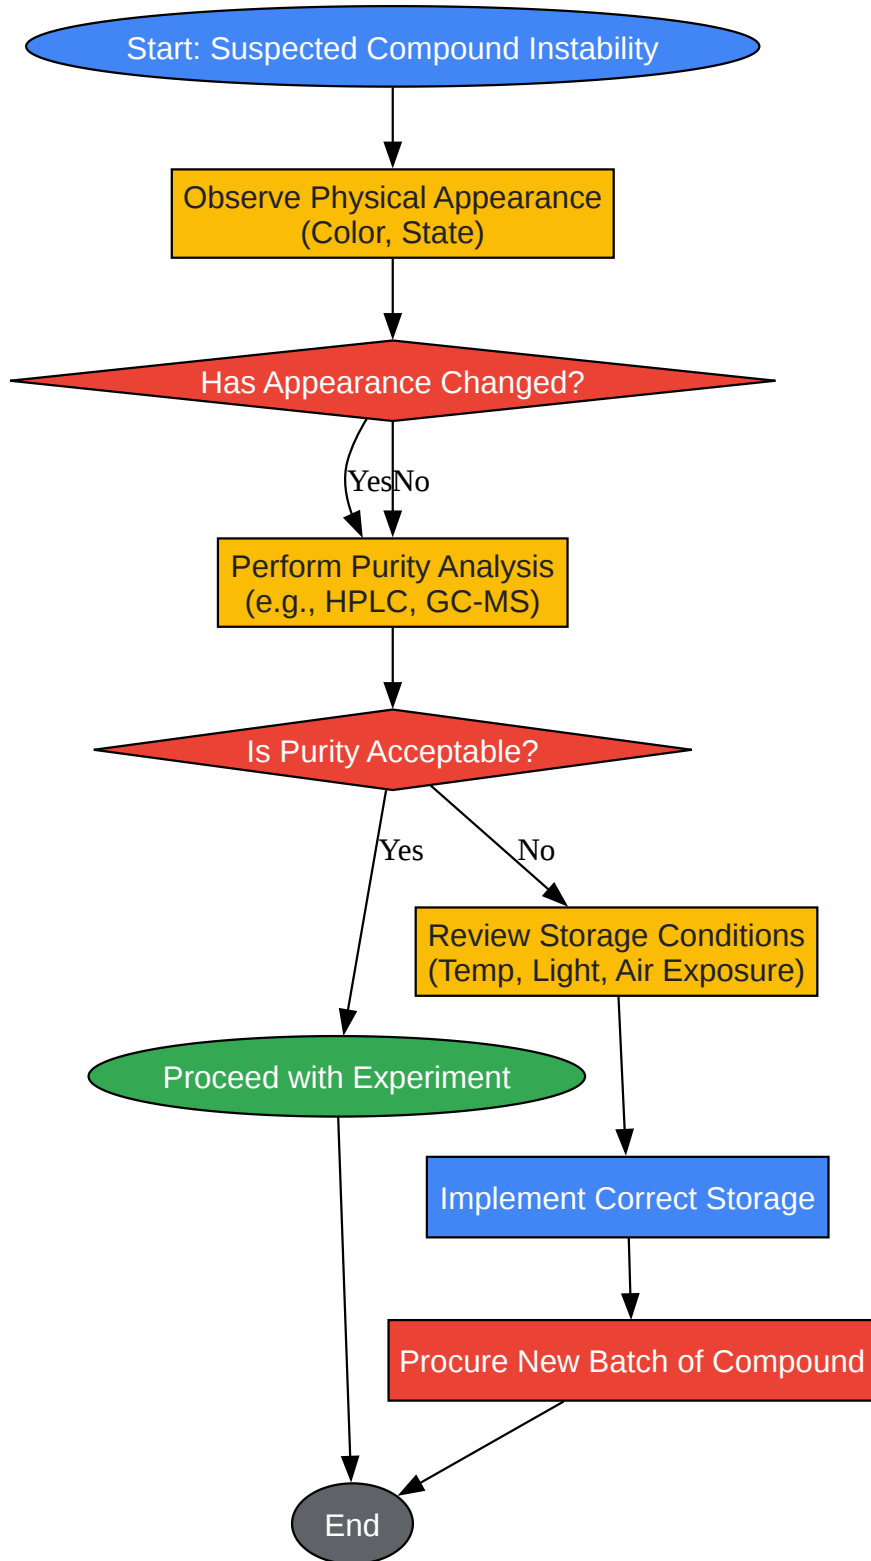 Start: Suspected Compound Instability
Observe Physical Appearance
(Color, State)
Has Appearance Changed?
Yes
No
Perform Purity Analysis
(e.g., HPLC, GC-MS)
Is Purity Acceptable?
Yes
No
Review Storage Conditions
(Temp, Light, Air Exposure)
Proceed with Experiment
Implement Correct Storage
Procure New Batch of Compound
End